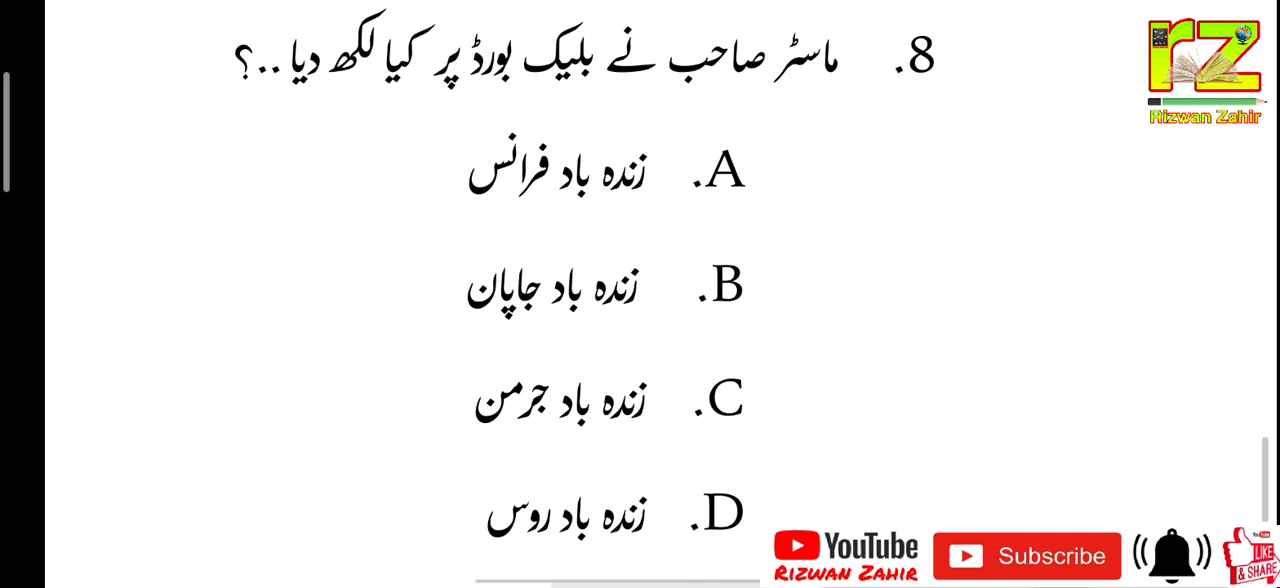 8. ماسٹر صاحب نے بلیک بورڈ پر کیا لکھ دیا ..؟
rz
Rizwan Zahir
A. زندہ باد فرانس
B. زندہ باد جاپان
C. زندہ باد جرمن
D. زندہ باد روس
YouTube
RIZWAN ZAHIR
Subscribe
YouTube
LIKE
& SHARE